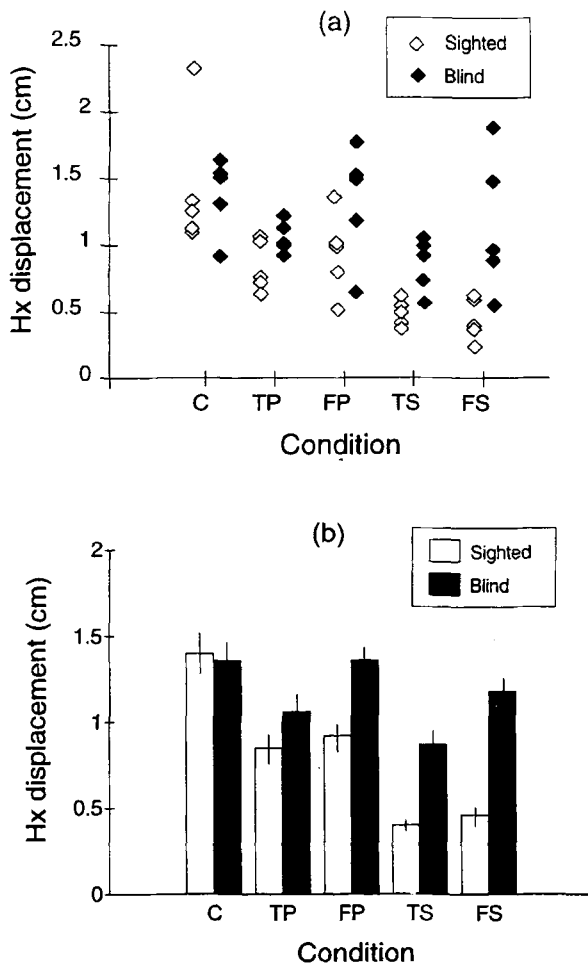 (a)
Sighted
Blind
Hx displacement (cm)
2.5
2
1.5
1
0.5
0
C TP FP TS FS
Condition
(b)
Sighted
Blind
Hx displacement (cm)
2
1.5
1
0.5
0
C TP FP TS FS
Condition